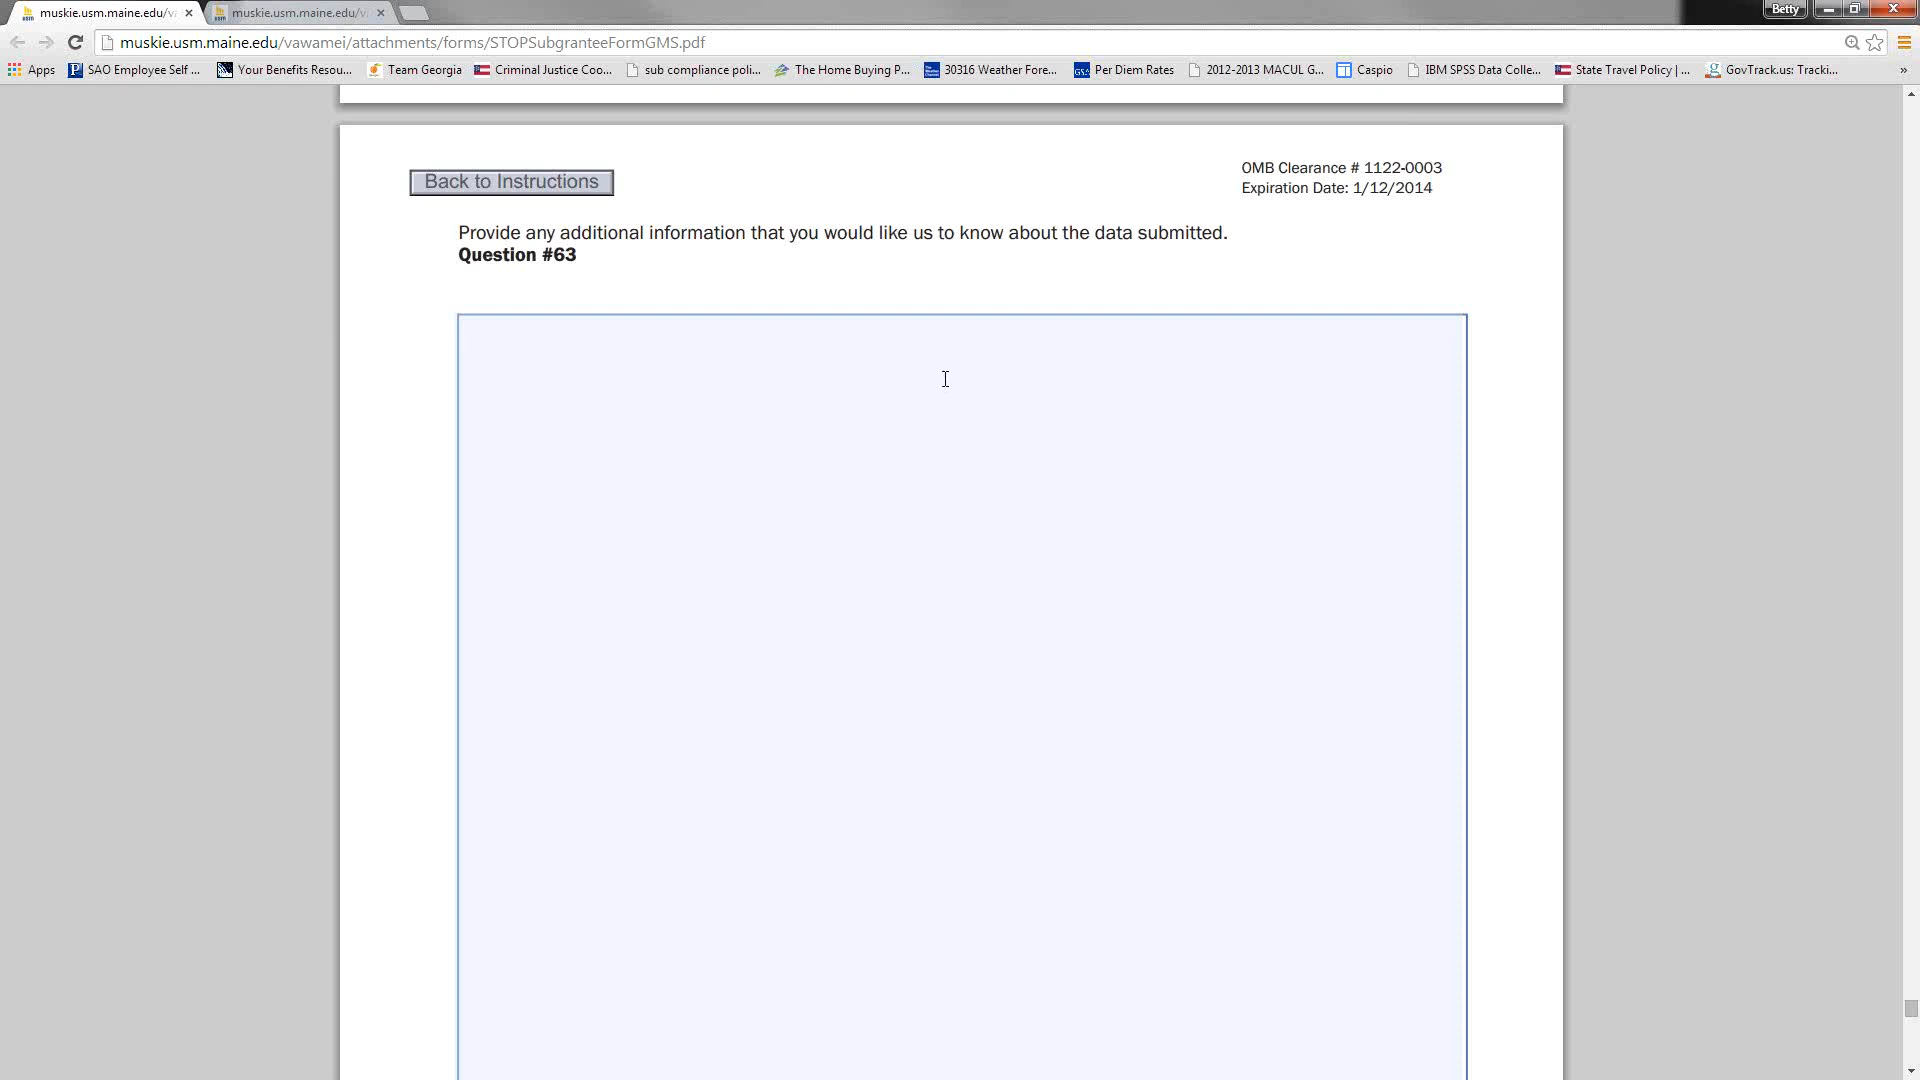 muskie.usm.maine.edu/v
muskie.usm.maine.edu/v
Betty
muskie.usm.maine.edu/vawamei/attachments/forms/STOPSubgranteeFormGMS.pdf
Apps
SAO Employee Self ...
Your Benefits Resou...
Team Georgia
Criminal Justice Coo...
sub compliance poli...
The Home Buying P...
30316 Weather Fore...
GSA
Per Diem Rates
2012-2013 MACUL G...
Caspio
IBM SPSS Data Colle...
State Travel Policy | ...
GovTrack.us: Tracki...
»
Back to Instructions
OMB Clearance # 1122-0003
Expiration Date: 1/12/2014
Provide any additional information that you would like us to know about the data submitted.
Question #63